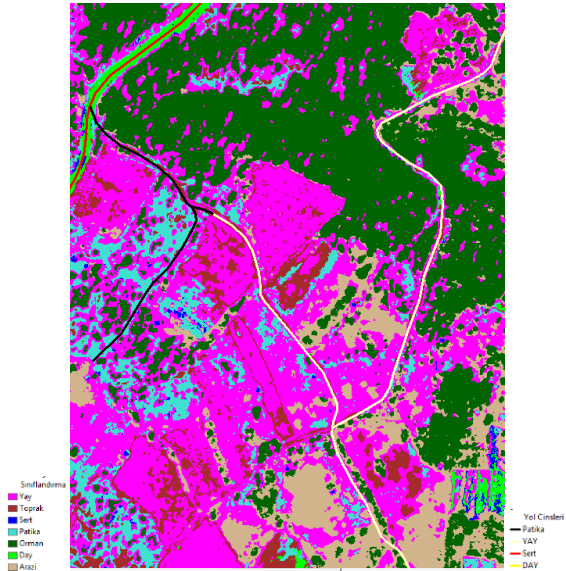 Sınıflandırma
Yay
Toprak
Sert
Patika
Orman
Day
Arazi
Yol Cinsleri
Patika
YAY
Sert
DAY